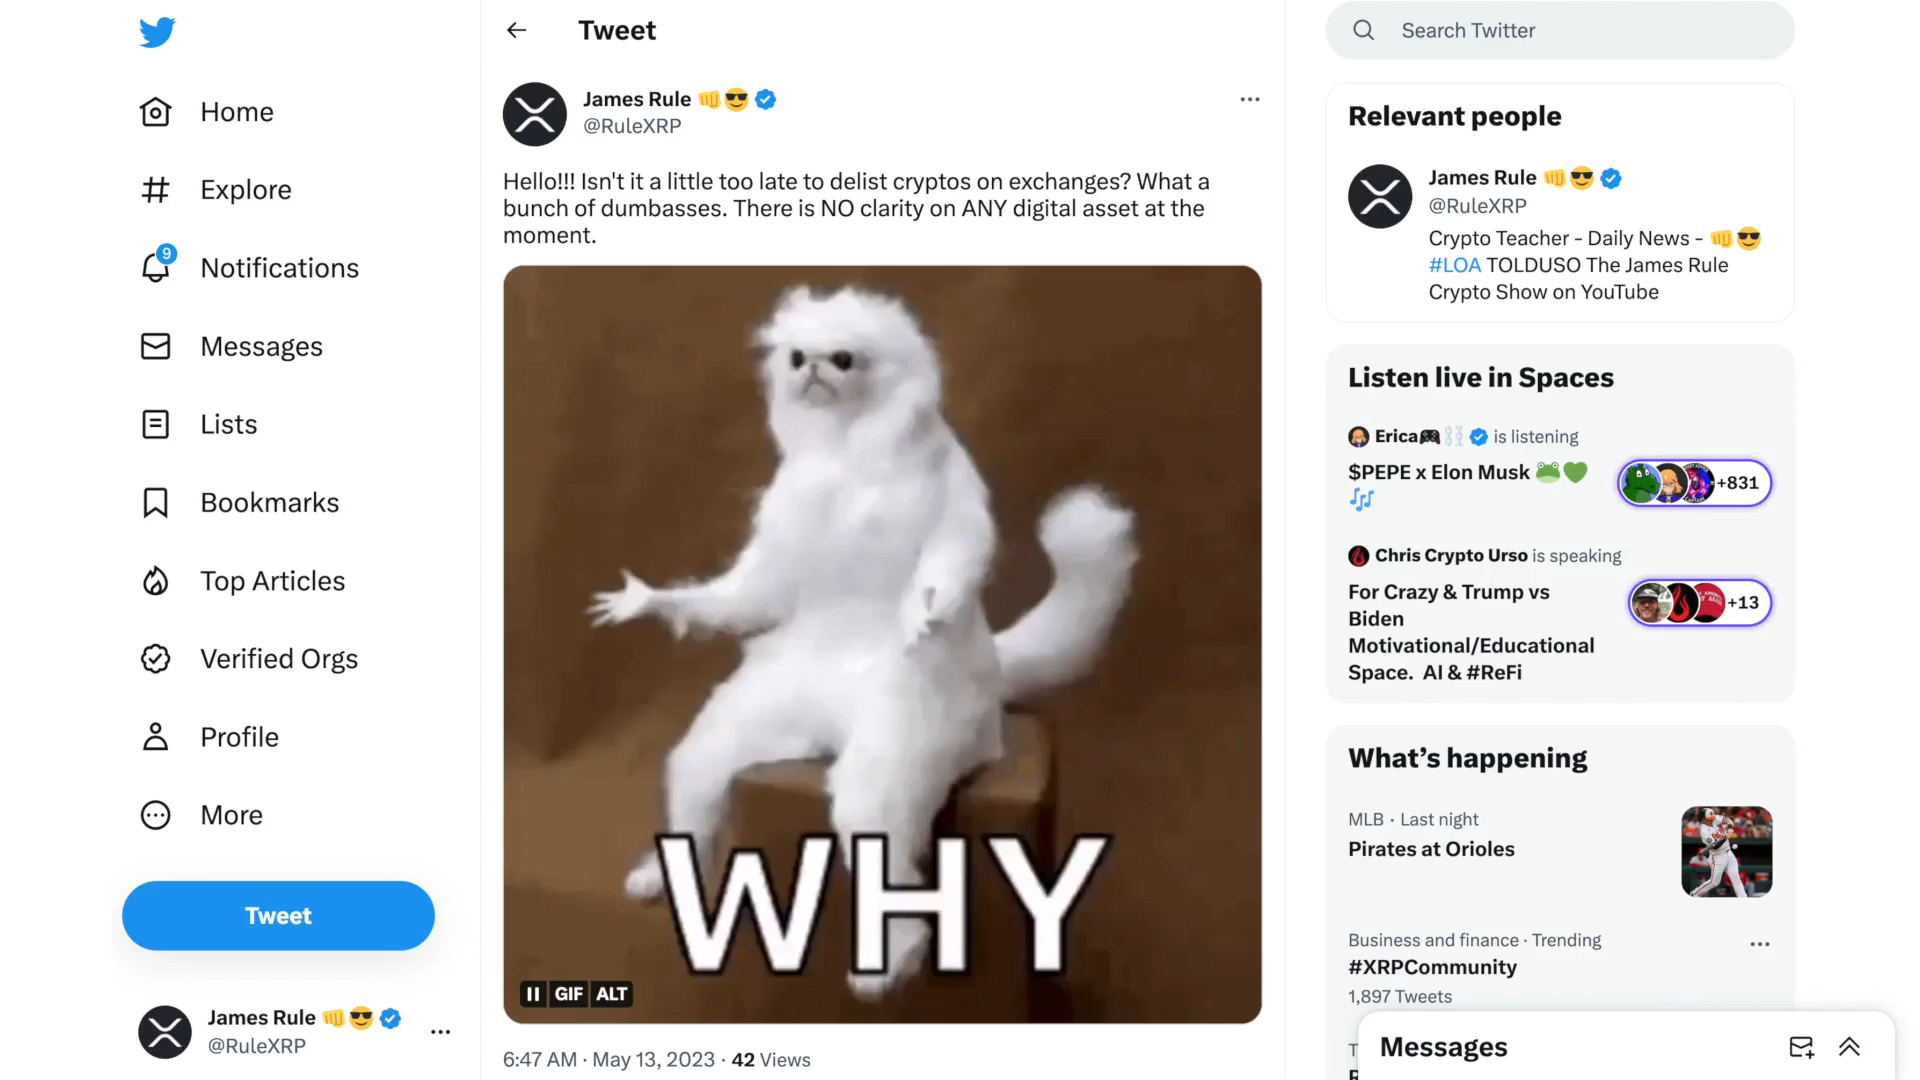 Home
Explore
9
Notifications
Messages
Lists
Bookmarks
Top Articles
Verified Orgs
Profile
More
Tweet
James Rule
@RuleXRP
Tweet
James Rule
@RuleXRP
Hello!!! Isn't it a little too late to delist cryptos on exchanges? What a
bunch of dumbasses. There is NO clarity on ANY digital asset at the
moment.
WHY
GIF ALT
6:47 AM · May 13, 2023 · 42 Views
Search Twitter
Relevant people
James Rule
@RuleXRP
Crypto Teacher - Daily News -
#LOA TOLDUSO The James Rule
Crypto Show on YouTube
Listen live in Spaces
Erica is listening
$PEPE x Elon Musk
+831
Chris Crypto Urso is speaking
For Crazy & Trump vs
Biden
Motivational/Educational
Space. AI & #ReFi
+13
What’s happening
MLB · Last night
Pirates at Orioles
Business and finance · Trending
#XRPCommunity
1,897 Tweets
Messages